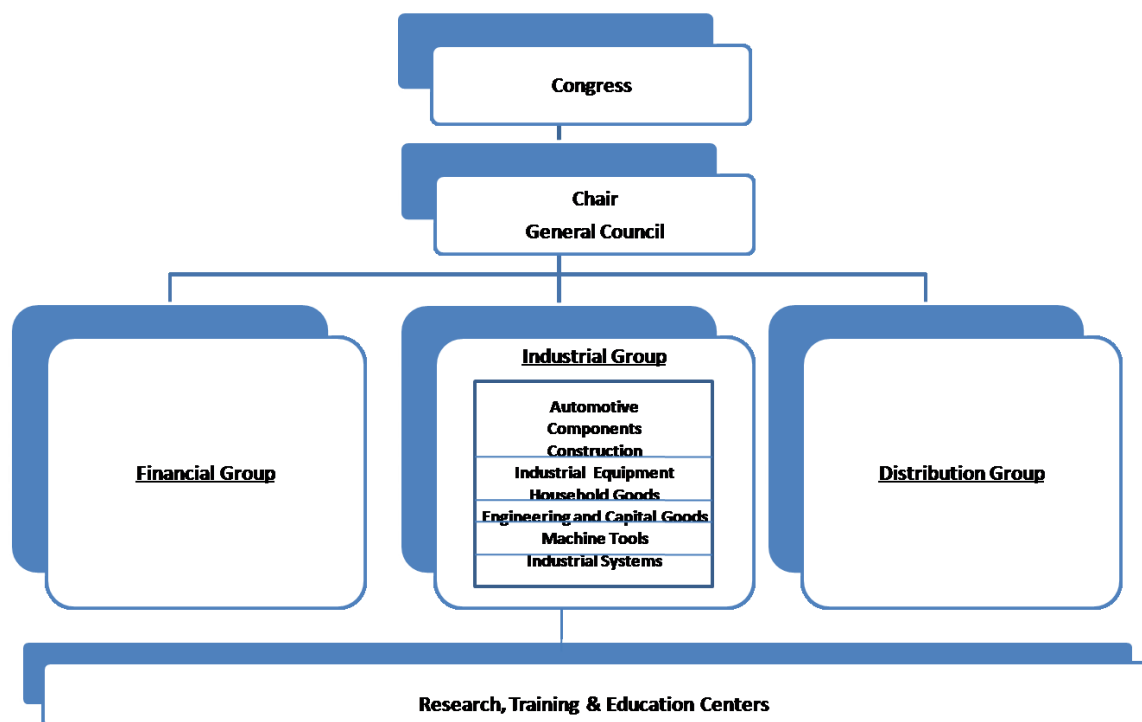 Congress
Chair
General Council
Industrial Group
Automotive
Components
Construction
Industrial Equipment
Household Goods
Engineering and Capital Goods
Machine Tools
Industrial Systems
Financial Group
Distribution Group
Research, Training & Education Centers